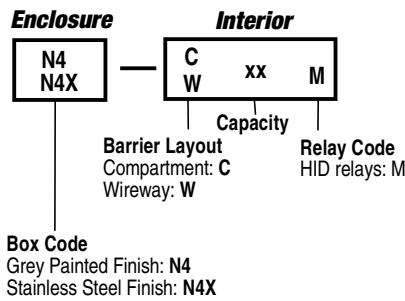 Enclosure
Interior
N4
N4X
C
W
xx
M
Capacity
Barrier Layout
Compartment: C
Wireway: W
Relay Code
HID relays: M
Box Code
Grey Painted Finish: N4
Stainless Steel Finish: N4X